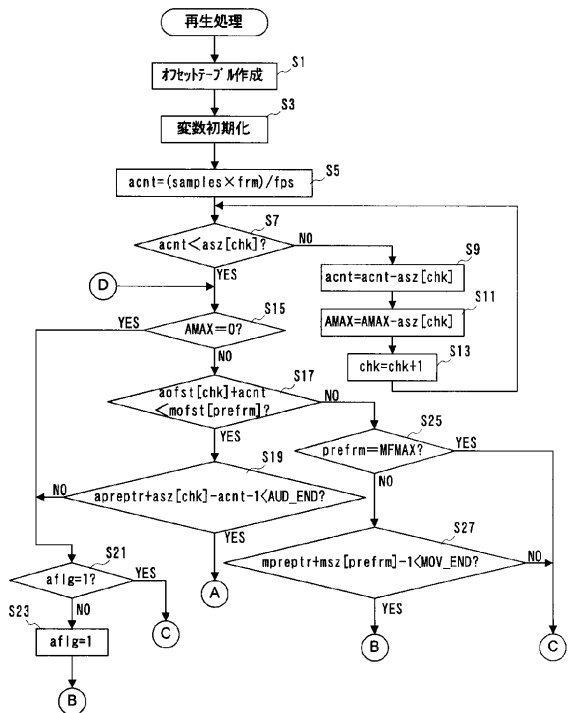 再生処理
S1
オフセットテーブル作成
S3
変数初期化
S5
acnt=(samples×frm)/fps
S7
acnt<asz[chk]?
NO
YES
S9
acnt=acnt-asz[chk]
S11
AMAX=AMAX-asz[chk]
S13
chk=chk+1
D
S15
YES
AMAX=0?
NO
S17
aofst[chk]+acnt
<mofst[prefrm]?
NO
YES
S25
prefrm=MFMAX?
YES
NO
S19
NO
apreptr+asz[chk]-acnt-1<AUD_END?
YES
S27
mpreptr+msz[prefrm]-1<MOV_END?
NO
YES
S21
aflg=1?
YES
NO
A
S23
aflg=1
C
B
B
C